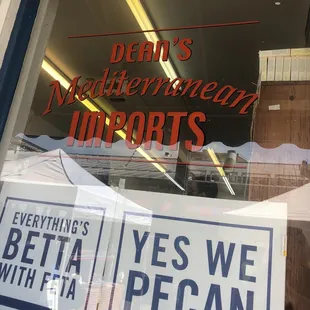 DEAN'S
Mediterranean
IMPORTS
EVERYTHING'S
BETTA
WITH FETA
YES WE
PECAN